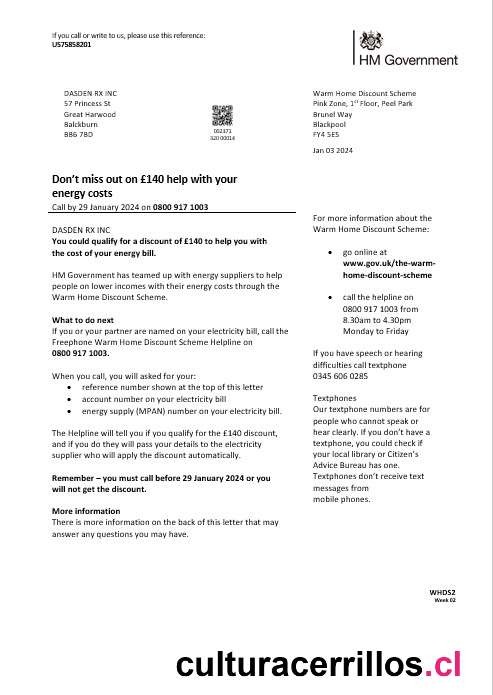 If you call or write to us, please use this reference:
US75858201
HM Government
DASDEN RX INC
57 Princess St
Great Harwood
Balckburn
BB6 7BD
002371
020 00014
Warm Home Discount Scheme
Pink Zone, 1st Floor, Peel Park
Brunel Way
Blackpool
FY4 5ES
Jan 03 2024
Don’t miss out on £140 help with your
energy costs
Call by 29 January 2024 on 0800 917 1003
DASDEN RX INC
You could qualify for a discount of £140 to help you with
the cost of your energy bill.
HM Government has teamed up with energy suppliers to help
people on lower incomes with their energy costs through the
Warm Home Discount Scheme.
What to do next
If you or your partner are named on your electricity bill, call the
Freephone Warm Home Discount Scheme Helpline on
0800 917 1003.
When you call, you will asked for your:
• reference number shown at the top of this letter
• account number on your electricity bill
• energy supply (MPAN) number on your electricity bill.
The Helpline will tell you if you qualify for the £140 discount,
and if you do they will pass your details to the electricity
supplier who will apply the discount automatically.
Remember – you must call before 29 January 2024 or you
will not get the discount.
More information
There is more information on the back of this letter that may
answer any questions you may have.
For more information about the
Warm Home Discount Scheme:
• go online at
www.gov.uk/the-warm-
home-discount-scheme
• call the helpline on
0800 917 1003 from
8.30am to 4.30pm
Monday to Friday
If you have speech or hearing
difficulties call textphone
0345 606 0285
Textphones
Our textphone numbers are for
people who cannot speak or
hear clearly. If you don’t have a
textphone, you could check if
your local library or Citizen’s
Advice Bureau has one.
Textphones don’t receive text
messages from
mobile phones.
WHDS2
Week 02
culturacerrillos.cl